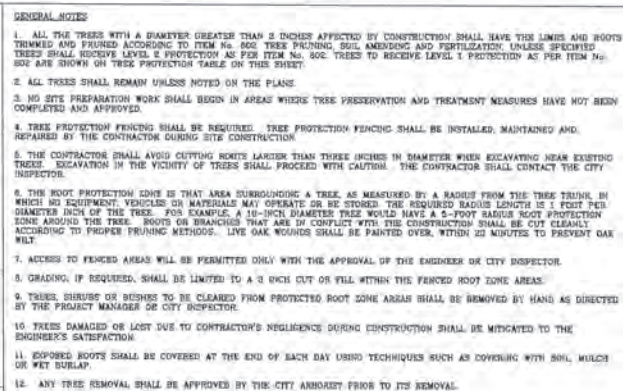 GENERAL NOTES
1. ALL THE TREES WITH A DIAMETER GREATER THAN 2 INCHES AFFECTED BY CONSTRUCTION SHALL HAVE THE LIMBS AND ROOTS
TRIMMED AND PRUNED ACCORDING TO ITEM No. 802. TREE PRUNING, SOIL AMENDING AND FERTILIZATION. UNLESS SPECIFIED
TREES SHALL RECEIVE LEVEL 2 PROTECTION AS PER ITEM No. 802. TREES TO RECEIVE LEVEL 1 PROTECTION AS PER ITEM No.
802 ARE SHOWN ON TREE PROTECTION TABLE ON THIS SHEET.
2. ALL TREES SHALL REMAIN UNLESS NOTED ON THE PLANS.
3. NO SITE PREPARATION WORK SHALL BEGIN IN AREAS WHERE TREE PRESERVATION AND TREATMENT MEASURES HAVE NOT BEEN
COMPLETED AND APPROVED.
4. TREE PROTECTION FENCING SHALL BE REQUIRED. TREE PROTECTION FENCING SHALL BE INSTALLED, MAINTAINED AND
REPAIRED BY THE CONTRACTOR DURING SITE CONSTRUCTION.
5. THE CONTRACTOR SHALL AVOID CUTTING ROOTS LARGER THAN THREE INCHES IN DIAMETER WHEN EXCAVATING NEAR EXISTING
TREES. EXCAVATION IN THE VICINITY OF TREES SHALL PROCEED WITH CAUTION. THE CONTRACTOR SHALL CONTACT THE CITY
INSPECTOR.
6. THE ROOT PROTECTION ZONE IS THAT AREA SURROUNDING A TREE, AS MEASURED BY A RADIUS FROM THE TREE TRUNK, IN
WHICH NO EQUIPMENT, VEHICLES OR MATERIALS MAY OPERATE OR BE STORED. THE REQUIRED RADIUS LENGTH IS 1 FOOT PER
DIAMETER INCH OF THE TREE. FOR EXAMPLE, A 10-INCH DIAMETER TREE WOULD HAVE A 5-FOOT RADIUS ROOT PROTECTION
ZONE AROUND THE TREE. ROOTS OR BRANCHES THAT ARE IN CONFLICT WITH THE CONSTRUCTION SHALL BE CUT CLEANLY
ACCORDING TO PROPER PRUNING METHODS. LIVE OAK WOUNDS SHALL BE PAINTED OVER, WITHIN 20 MINUTES TO PREVENT OAK
WILT.
7. ACCESS TO FENCED AREAS WILL BE PERMITTED ONLY WITH THE APPROVAL OF THE ENGINEER OR CITY INSPECTOR.
8. GRADING, IF REQUIRED, SHALL BE LIMITED TO A 3 INCH CUT OR FILL WITHIN THE FENCED ROOT ZONE AREAS.
9. TREES, SHRUBS OR BUSHES TO BE CLEARED FROM PROTECTED ROOT ZONE AREAS SHALL BE REMOVED BY HAND AS DIRECTED
BY THE PROJECT MANAGER OR CITY INSPECTOR.
10. TREES DAMAGED OR LOST DUE TO CONTRACTOR'S NEGLIGENCE DURING CONSTRUCTION SHALL BE MITIGATED TO THE
ENGINEER'S SATISFACTION.
11. EXPOSED ROOTS SHALL BE COVERED AT THE END OF EACH DAY USING TECHNIQUES SUCH AS COVERING WITH SOIL, MULCH
OR WET BURLAP.
12. ANY TREE REMOVAL SHALL BE APPROVED BY THE CITY ARBORIST PRIOR TO ITS REMOVAL.